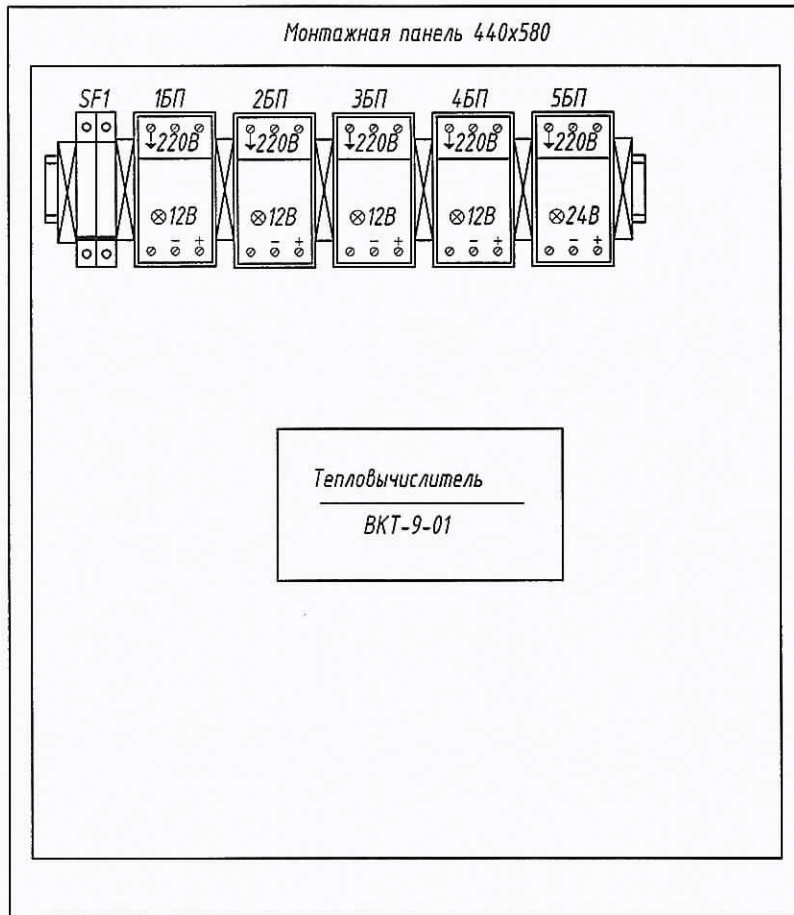 Монтажная панель 440х580
SF1 1БП 2БП 3БП 4БП 5БП
220В 220В 220В 220В 220В
12В 12В 12В 12В 24В
- + - + - + - + - +
Тепловычислитель
ВКТ-9-01